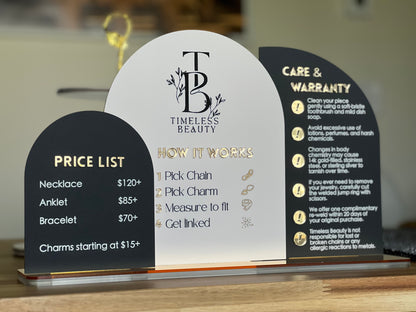 PRICE LIST
Necklace $120+
Anklet $85+
Bracelet $70+
Charms starting at $15+
TB
TIMELESS
BEAUTY
HOW IT WORKS
1 Pick Chain
2 Pick Charm
3 Measure to fit
4 Get linked
CARE &
WARRANTY
Clean your piece
gently using a soft-bristle
toothbrush and mild dish
soap.
Avoid excessive use of
lotions, perfumes, and harsh
chemicals.
Changes in body
chemistry may cause
14k gold-filled, stainless
steel, or sterling silver to
tarnish over time.
If you ever need to remove
your jewelry, carefully cut
the welded jump-ring with
scissors.
We offer one complimentary
re-weld within 20 days of
your original purchase.
Timeless Beauty is not
responsible for lost or
broken chains or any
allergic reactions to metals.